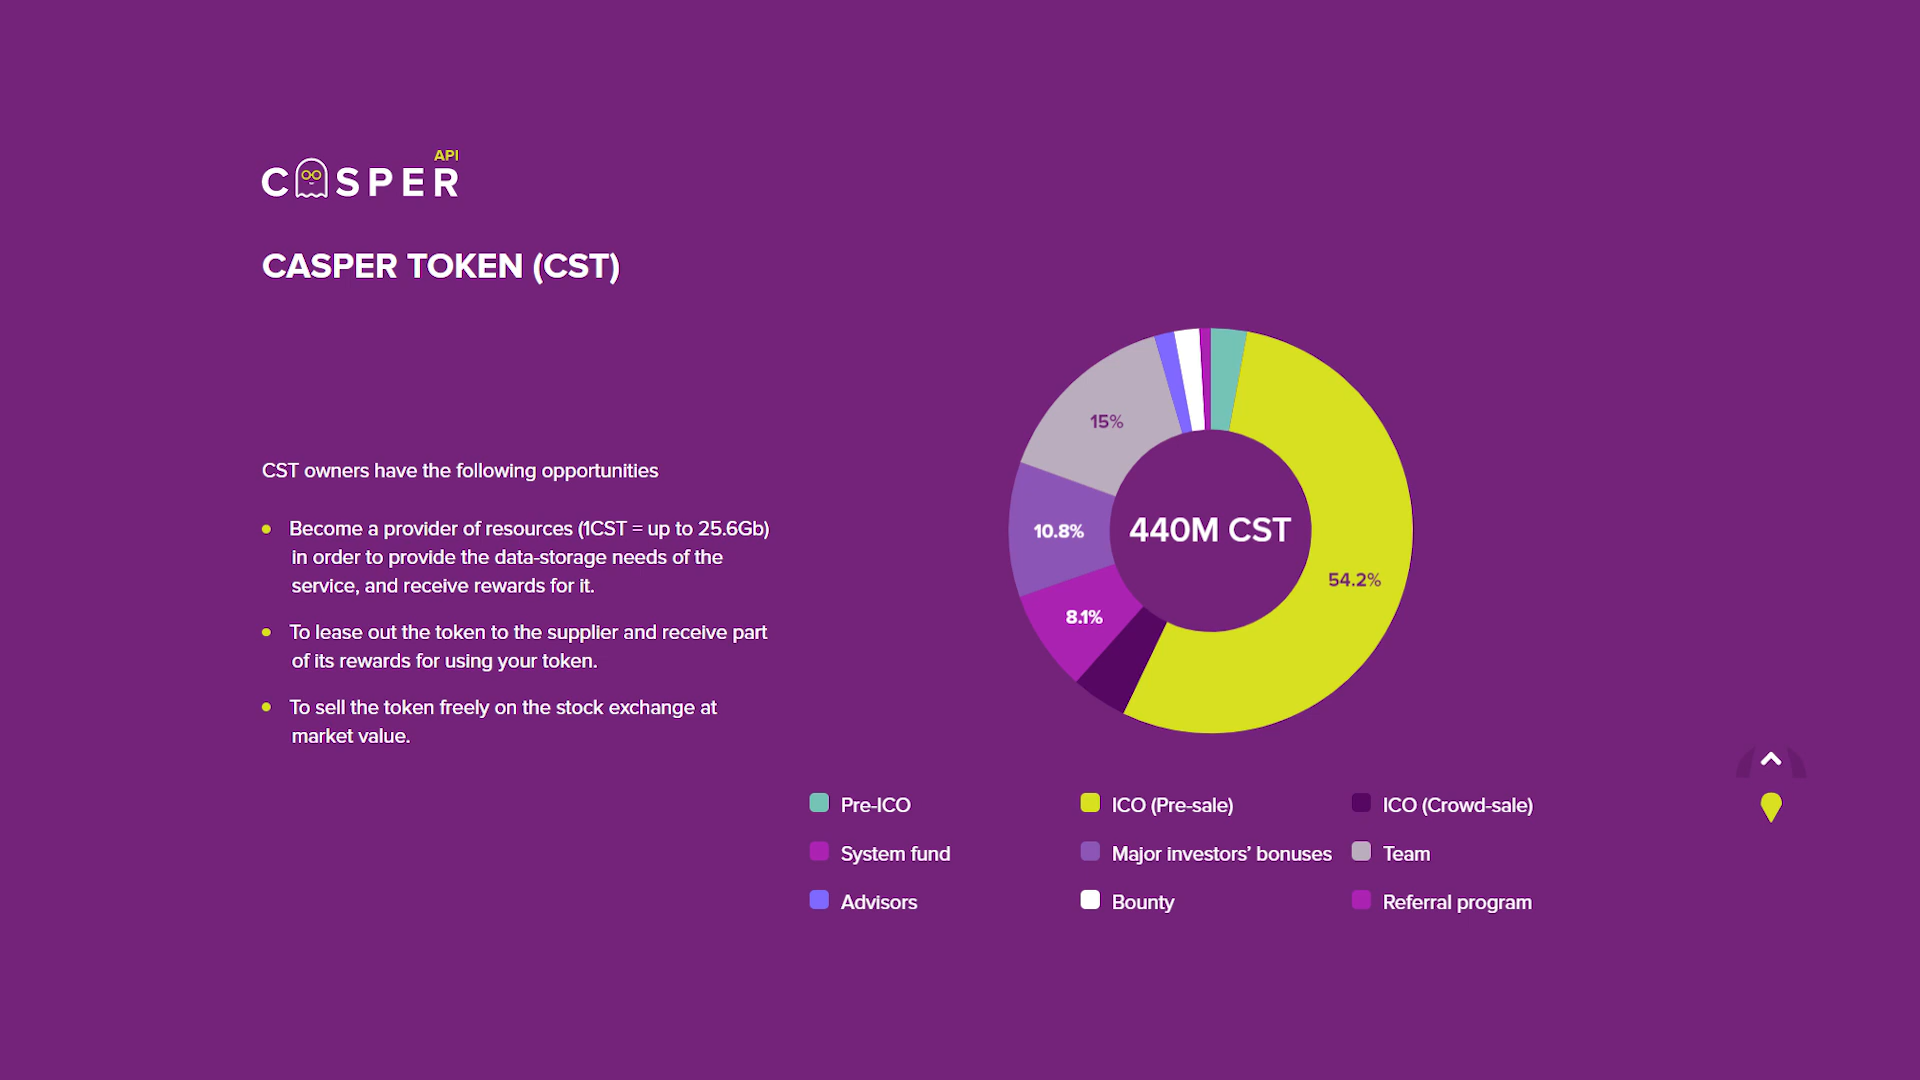 API
CASPER
CASPER TOKEN (CST)
CST owners have the following opportunities
Become a provider of resources (1CST = up to 25.6Gb)
in order to provide the data-storage needs of the
service, and receive rewards for it.
To lease out the token to the supplier and receive part
of its rewards for using your token.
To sell the token freely on the stock exchange at
market value.
15%
10.8%
440M CST
54.2%
8.1%
Pre-ICO
ICO (Pre-sale)
ICO (Crowd-sale)
System fund
Major investors’ bonuses
Team
Advisors
Bounty
Referral program